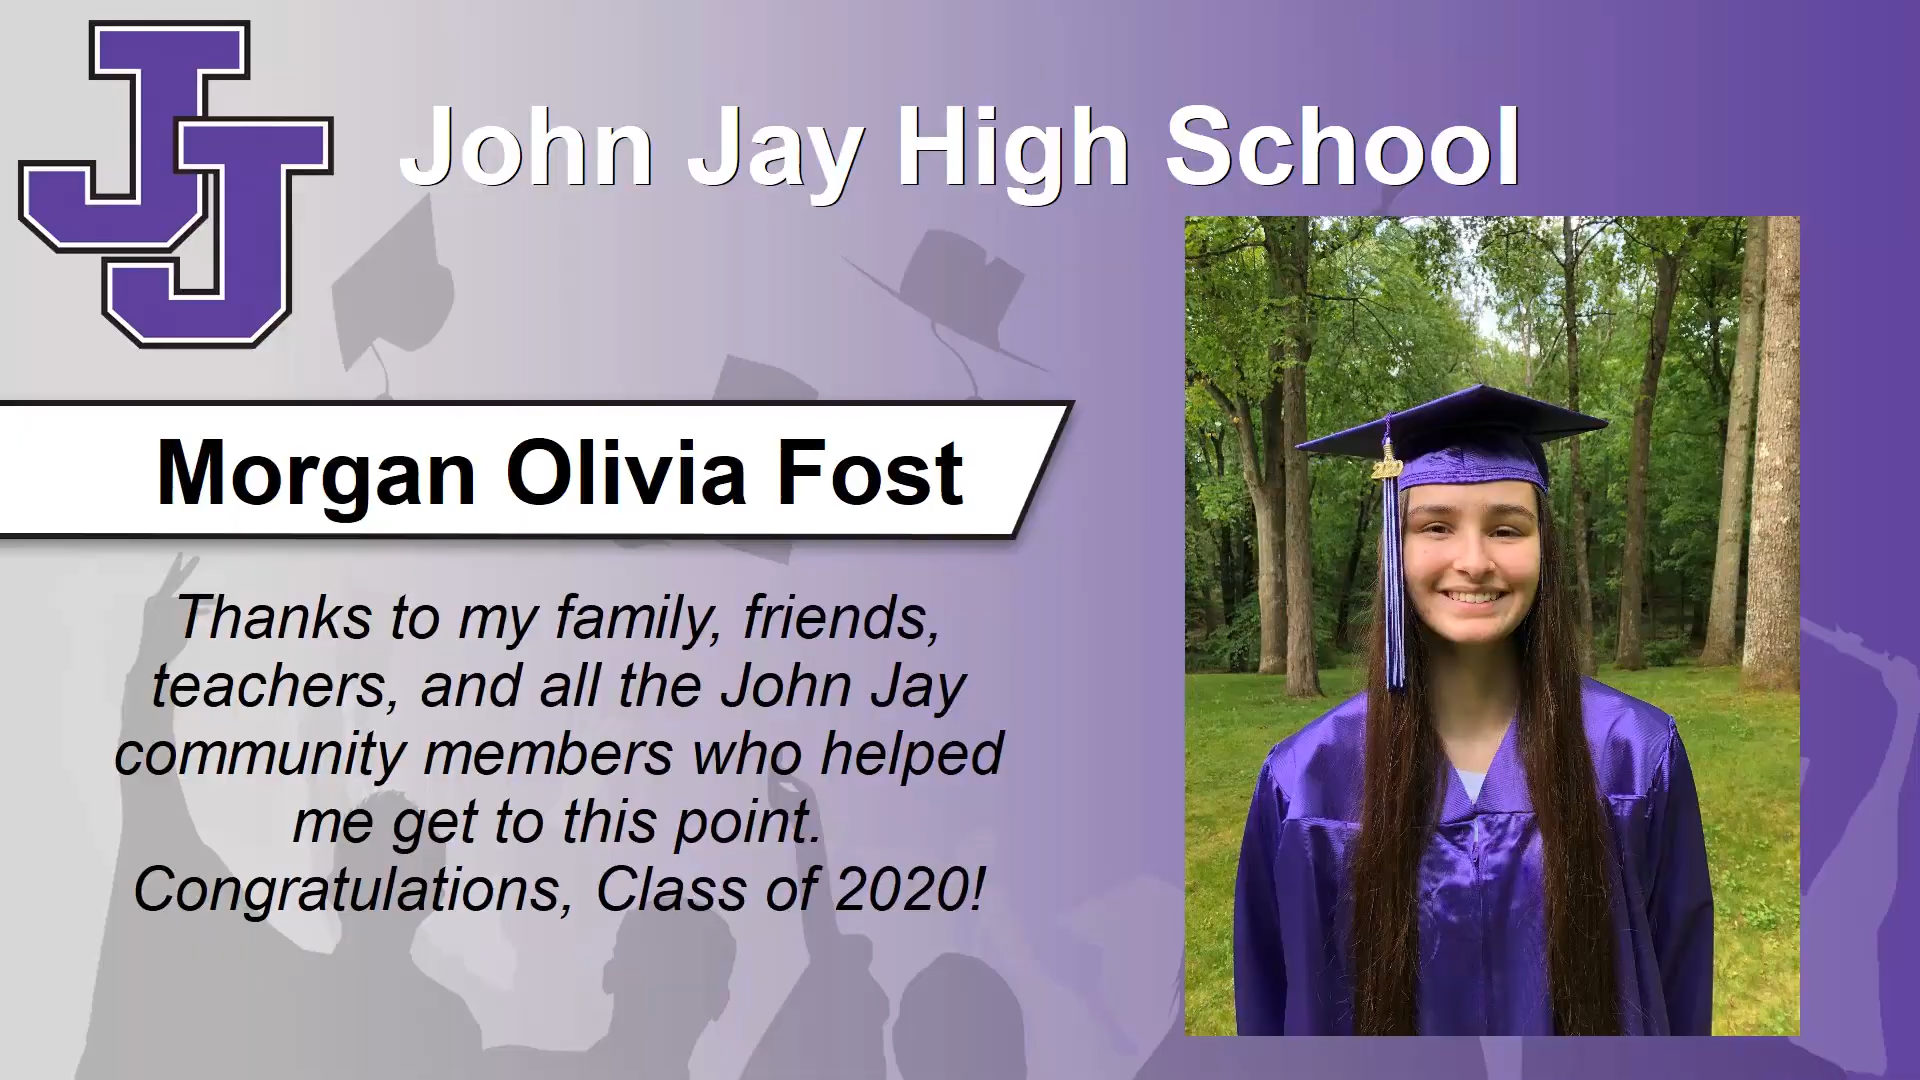 JJ
John Jay High School
Morgan Olivia Fost
Thanks to my family, friends,
teachers, and all the John Jay
community members who helped
me get to this point.
Congratulations, Class of 2020!
2020